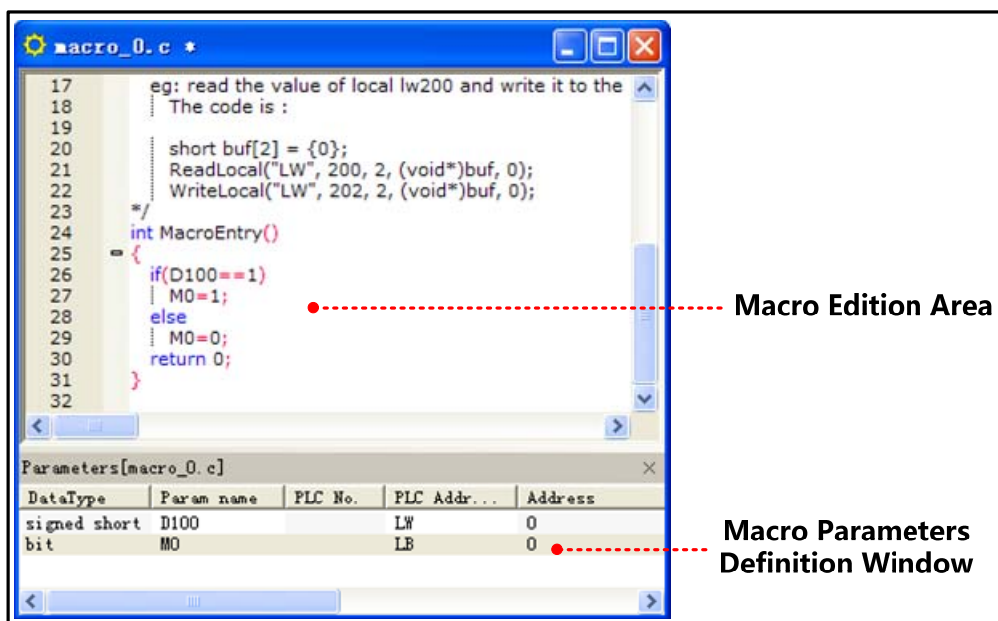 macro_0.c *
17 eg: read the value of local lw200 and write it to the
18 The code is :
19
20 short buf[2] = {0};
21 ReadLocal("LW", 200, 2, (void*)buf, 0);
22 WriteLocal("LW", 202, 2, (void*)buf, 0);
23 */
24 int MacroEntry()
25 {
26 if(D100==1)
27 M0=1;
28 else
29 M0=0;
30 return 0;
31 }
32
Macro Edition Area
Parameters[macro_0.c]
DataType Param name PLC No. PLC Addr... Address
signed short D100 LW 0
bit M0 LB 0
Macro Parameters
Definition Window